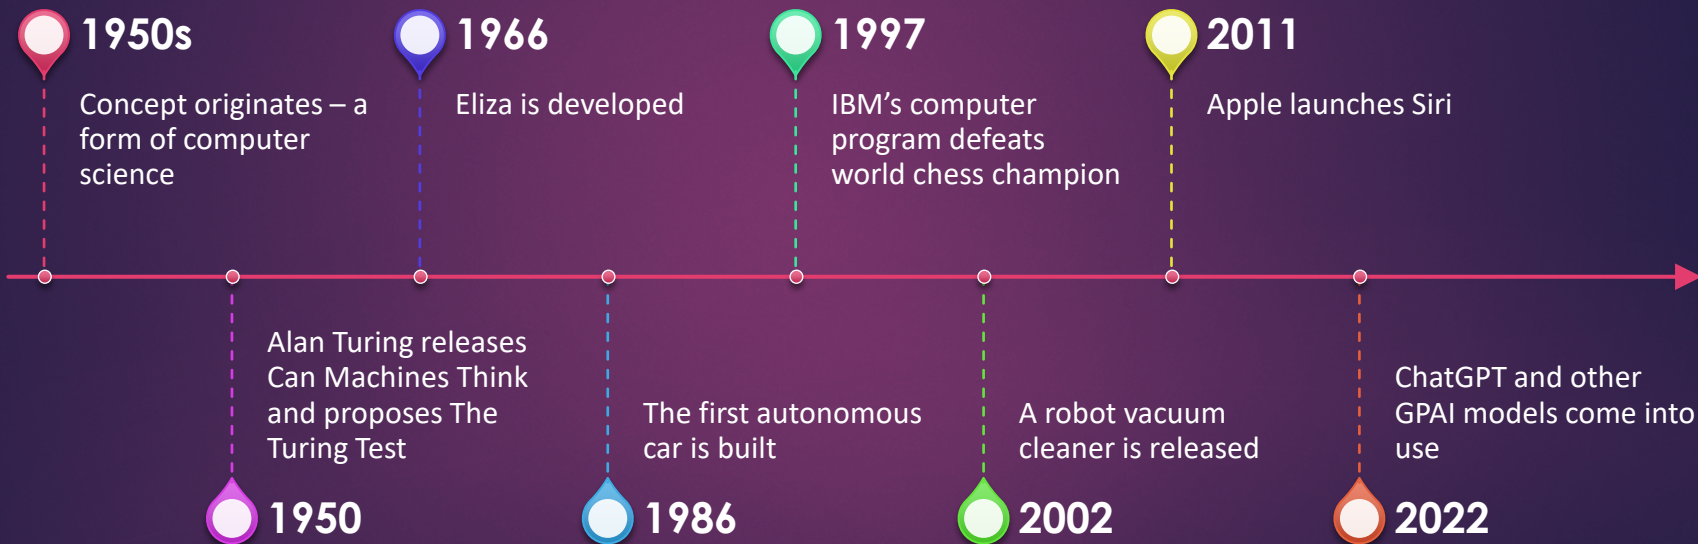 1950s
Concept originates – a
form of computer
science
1966
Eliza is developed
1997
IBM's computer
program defeats
world chess champion
2011
Apple launches Siri
Alan Turing releases
Can Machines Think
and proposes The
Turing Test
1950
The first autonomous
car is built
1986
A robot vacuum
cleaner is released
2002
ChatGPT and other
GPAI models come into
use
2022